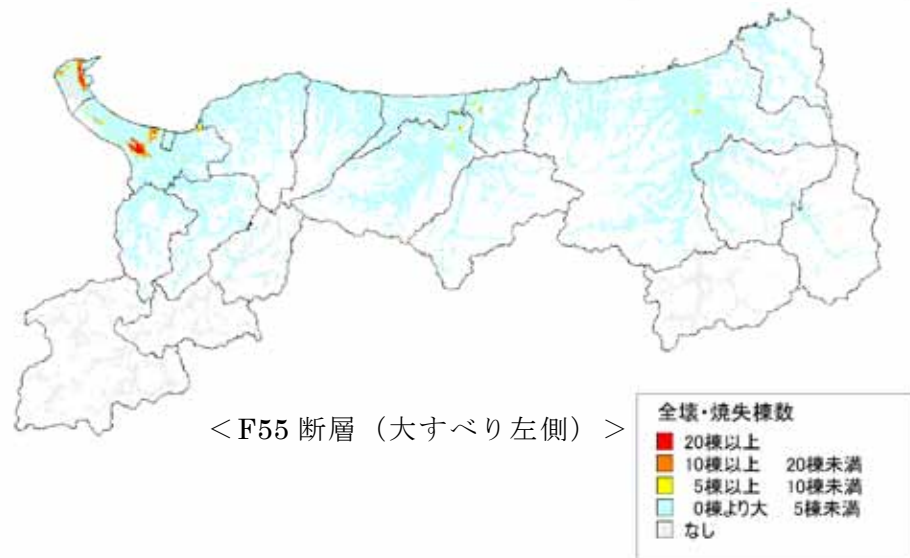 ＜F55 断層（大すべり左側）＞
全壊・焼失棟数
20棟以上
10棟以上 20棟未満
5棟以上 10棟未満
0棟より大 5棟未満
なし